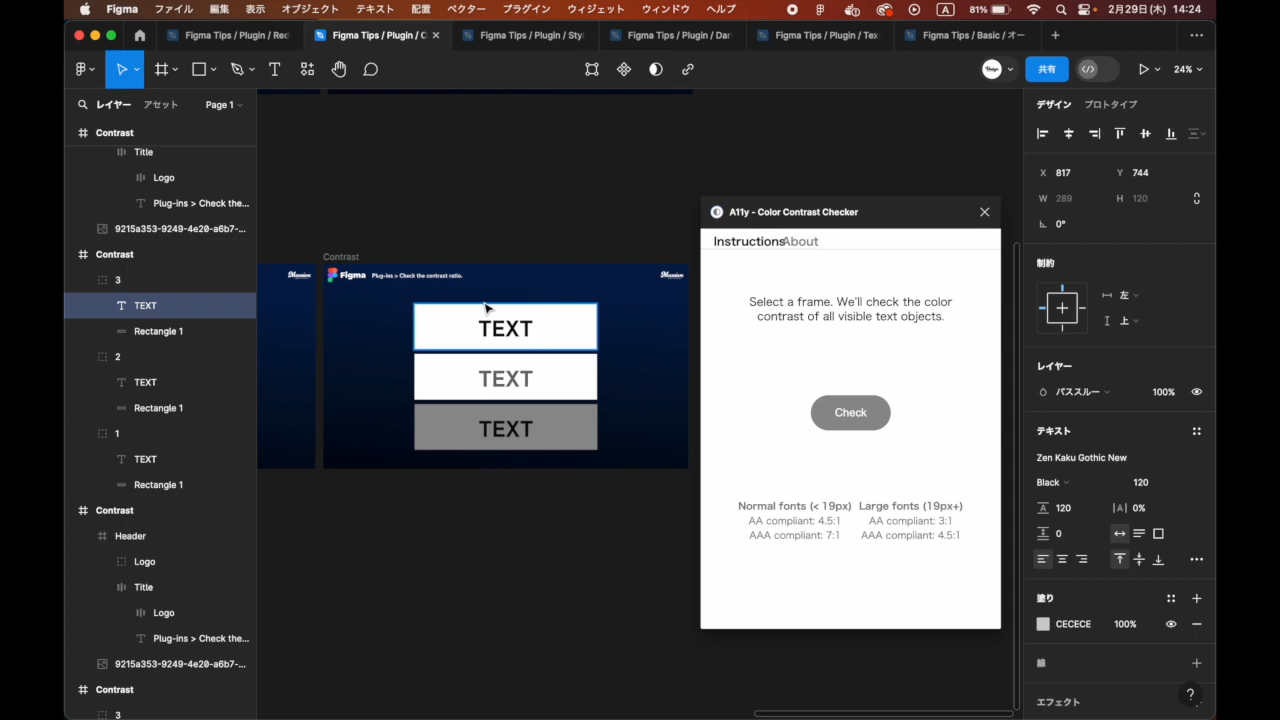 Figma ファイル 編集 表示 オブジェクト テキスト 配置 ベクター プラグイン ウィジェット ウィンドウ ヘルプ A 81% 2月29日(木) 14:24
Figma Tips / Plugin / Red Figma Tips / Plugin / C Figma Tips / Plugin / Styl Figma Tips / Plugin / Dar Figma Tips / Plugin / Tex Figma Tips / Basic / オー
共有 24%
レイヤー アセット Page 1
デザイン プロトタイプ
Contrast
Title
Logo
Plug-ins > Check the...
9215a353-9249-4e20-a6b7-...
Contrast
3
TEXT
Rectangle 1
2
TEXT
Rectangle 1
1
TEXT
Rectangle 1
Contrast
Header
Logo
Title
Logo
Plug-ins > Check the...
9215a353-9249-4e20-a6b7-...
Contrast
3
Contrast
Figma Plug-ins > Check the contrast ratio.
TEXT
TEXT
TEXT
A11y - Color Contrast Checker
Instructions About
Select a frame. We'll check the color
contrast of all visible text objects.
Check
Normal fonts (< 19px) Large fonts (19px+)
AA compliant: 4.5:1 AA compliant: 3:1
AAA compliant: 7:1 AAA compliant: 4.5:1
X 817 Y 744
W 289 H 120
0°
制約
左
上
レイヤー
パススルー 100%
テキスト
Zen Kaku Gothic New
Black 120
120 |A| 0%
0
塗り
CECECE 100%
線
エフェクト
?